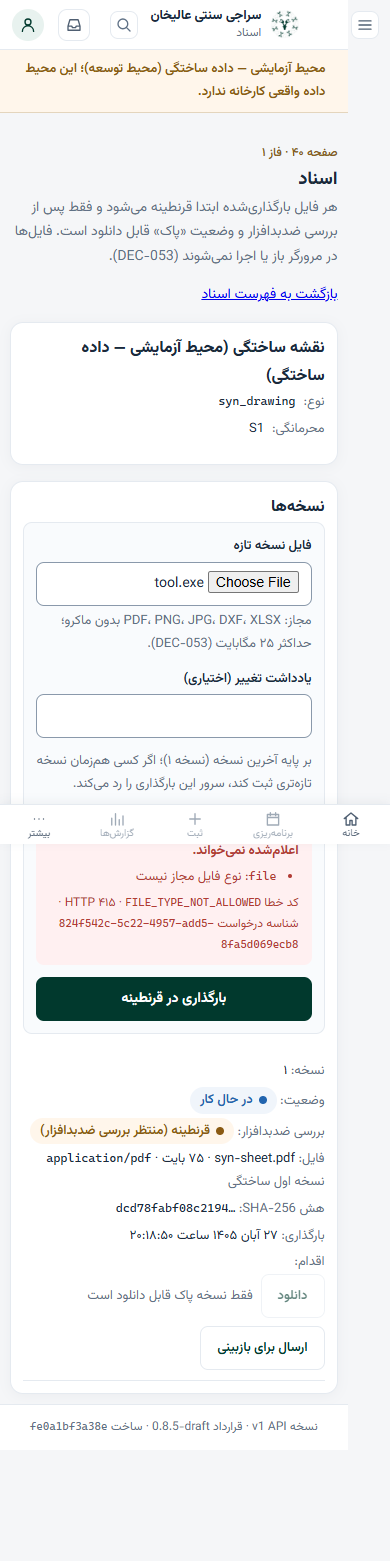 سراجی سنتی عالیخان
اسناد
محیط آزمایشی — داده ساختگی (محیط توسعه)؛ این محیط
داده واقعی کارخانه ندارد.
صفحه ۴۰ · فاز ۱
اسناد
هر فایل بارگذاری‌شده ابتدا قرنطینه می‌شود و فقط پس از
بررسی ضدبدافزار و وضعیت «پاک» قابل دانلود است. فایل‌ها
در مرورگر باز یا اجرا نمی‌شوند (DEC-053).
بازگشت به فهرست اسناد
نقشه ساختگی (محیط آزمایشی — داده
ساختگی)
نوع: syn_drawing
محرمانگی: S1
نسخه‌ها
فایل نسخه تازه
Choose File tool.exe
مجاز: PDF، PNG، JPG، DXF، XLSX بدون ماکرو؛
حداکثر ۲۵ مگابایت (DEC-053).
یادداشت تغییر (اختیاری)
بر پایه آخرین نسخه (نسخه ۱)؛ اگر کسی هم‌زمان نسخه
تازه‌تری ثبت کند، سرور این بارگذاری را رد می‌کند.
خانه
برنامه‌ریزی
ثبت
گزارش‌ها
بیشتر
اعلام‌شده نمی‌خواند.
file: نوع فایل مجاز نیست
کد خطا FILE_TYPE_NOT_ALLOWED · HTTP ۴۱۵ ·
شناسه درخواست 824f542c-5c22-4957-add5-
8fa5d069ecb8
بارگذاری در قرنطینه
نسخه: ۱
وضعیت: در حال کار
بررسی ضدبدافزار: قرنطینه (منتظر بررسی ضدبدافزار)
فایل: syn-sheet.pdf · ۷۵ بایت · application/pdf
نسخه اول ساختگی
هش SHA-256: dcd78fabf08c2194…
بارگذاری: ۲۷ آبان ۱۴۰۵ ساعت ۲۰:۱۸:۵۰
اقدام:
دانلود فقط نسخه پاک قابل دانلود است
ارسال برای بازبینی
نسخه v1 API · قرارداد 0.8.5-draft · ساخت fe0a1bf3a38e